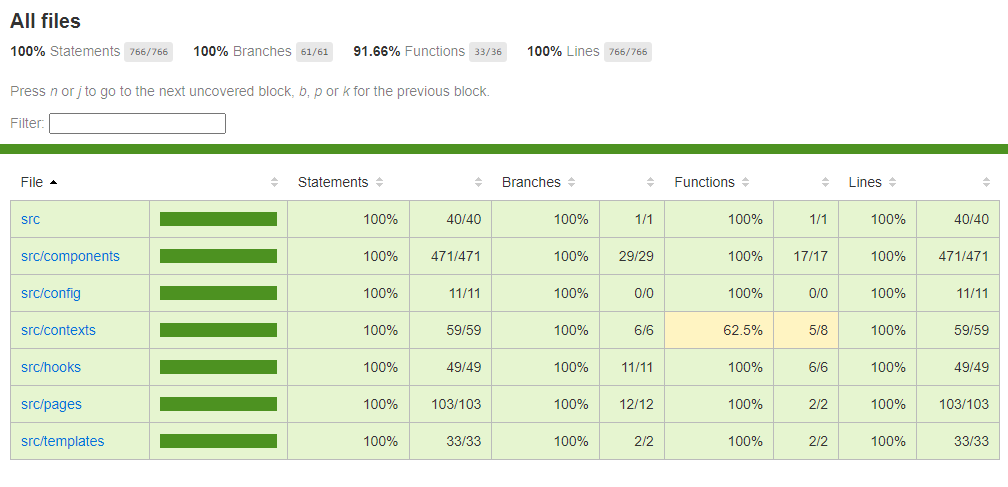 All files
100% Statements 766/766 100% Branches 61/61 91.66% Functions 33/36 100% Lines 766/766
Press n or j to go to the next uncovered block, b, p or k for the previous block.
Filter:
File Statements Branches Functions Lines
src 100% 40/40 100% 1/1 100% 1/1 100% 40/40
src/components 100% 471/471 100% 29/29 100% 17/17 100% 471/471
src/config 100% 11/11 100% 0/0 100% 0/0 100% 11/11
src/contexts 100% 59/59 100% 6/6 62.5% 5/8 100% 59/59
src/hooks 100% 49/49 100% 11/11 100% 6/6 100% 49/49
src/pages 100% 103/103 100% 12/12 100% 2/2 100% 103/103
src/templates 100% 33/33 100% 2/2 100% 2/2 100% 33/33